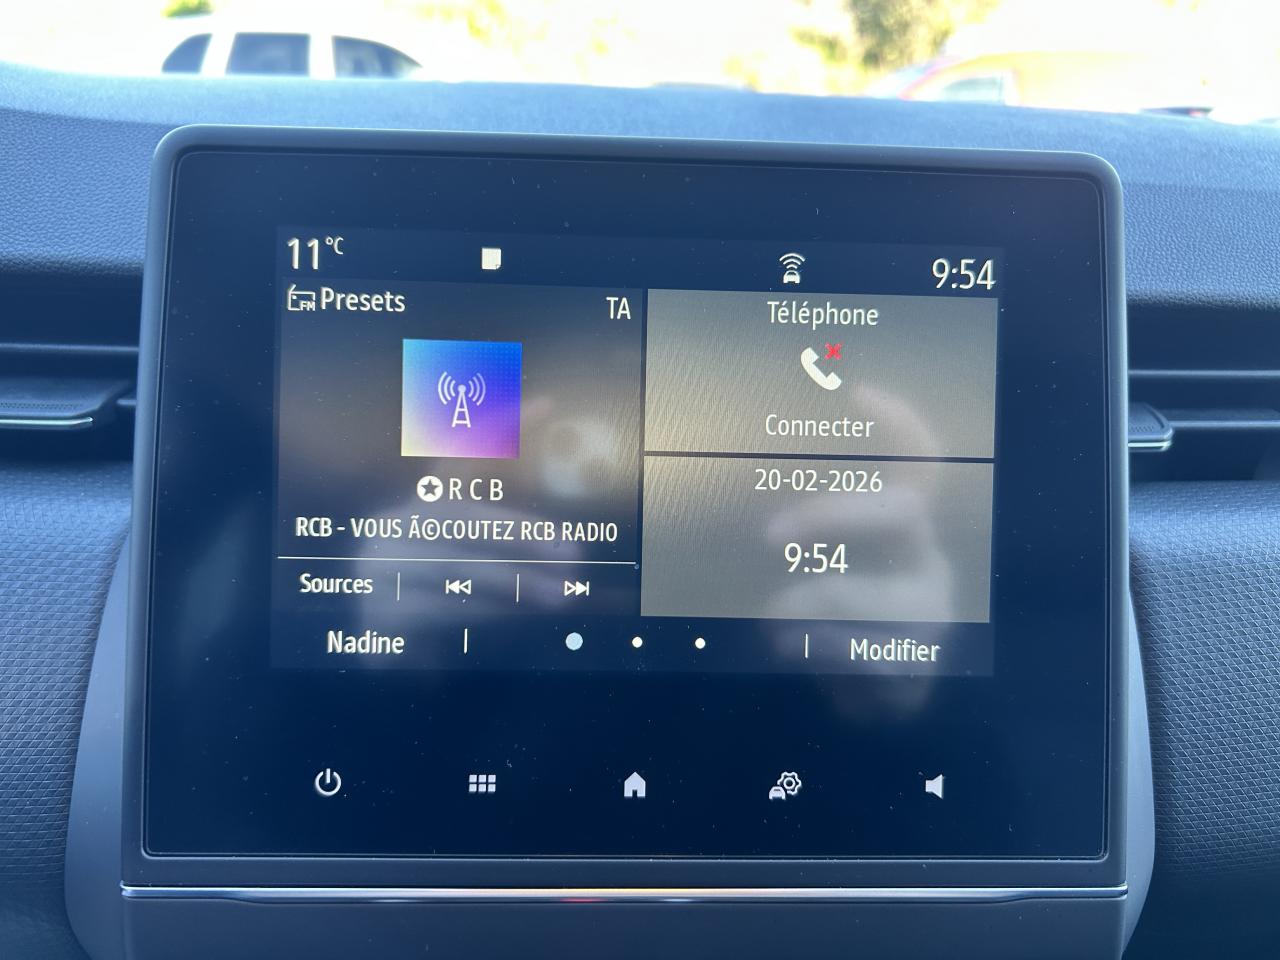 11°C
9:54
FM Presets
TA
R C B
RCB - VOUS Ã©COUTEZ RCB RADIO
Sources
Téléphone
Connecter
20-02-2026
9:54
Nadine
Modifier